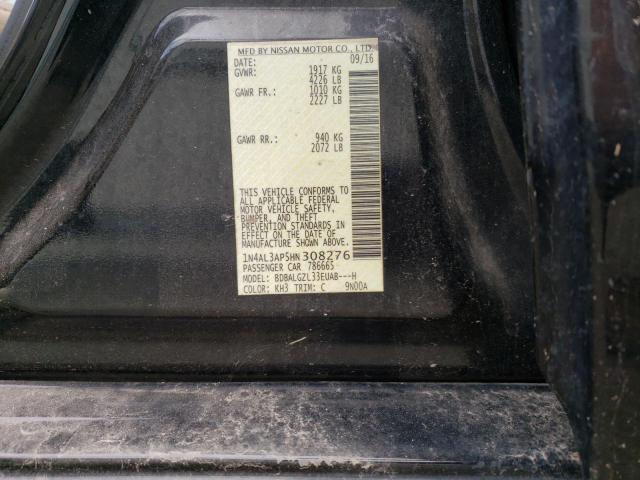 MFD BY NISSAN MOTOR CO., LTD.
DATE: 09/16
GVWR: 1917 KG
4226 LB
GAWR FR.: 1010 KG
2227 LB
GAWR RR.: 940 KG
2072 LB
THIS VEHICLE CONFORMS TO
ALL APPLICABLE FEDERAL
MOTOR VEHICLE SAFETY,
BUMPER, AND THEFT
PREVENTION STANDARDS IN
EFFECT ON THE DATE OF
MANUFACTURE SHOWN ABOVE.
1N4AL3AP5HN308276
PASSENGER CAR 786665
MODEL: BDBALGZL33EUAB---H
COLOR: KH3 TRIM: C 9N00A